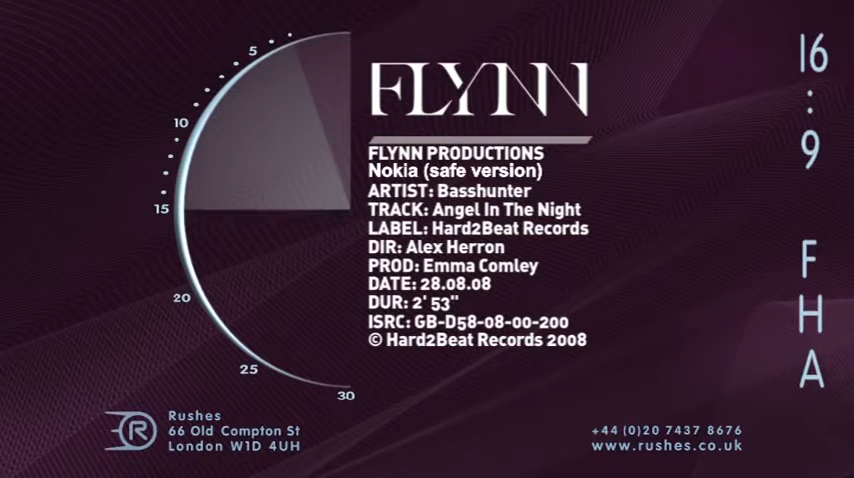 5
10
15
20
25
30
FLYNN
FLYNN PRODUCTIONS
Nokia (safe version)
ARTIST: Basshunter
TRACK: Angel In The Night
LABEL: Hard2Beat Records
DIR: Alex Herron
PROD: Emma Comley
DATE: 28.08.08
DUR: 2' 53"
ISRC: GB-D58-08-00-200
© Hard2Beat Records 2008
16:9
FHA
R
Rushes
66 Old Compton St
London W1D 4UH
+44 (0)20 7437 8676
www.rushes.co.uk